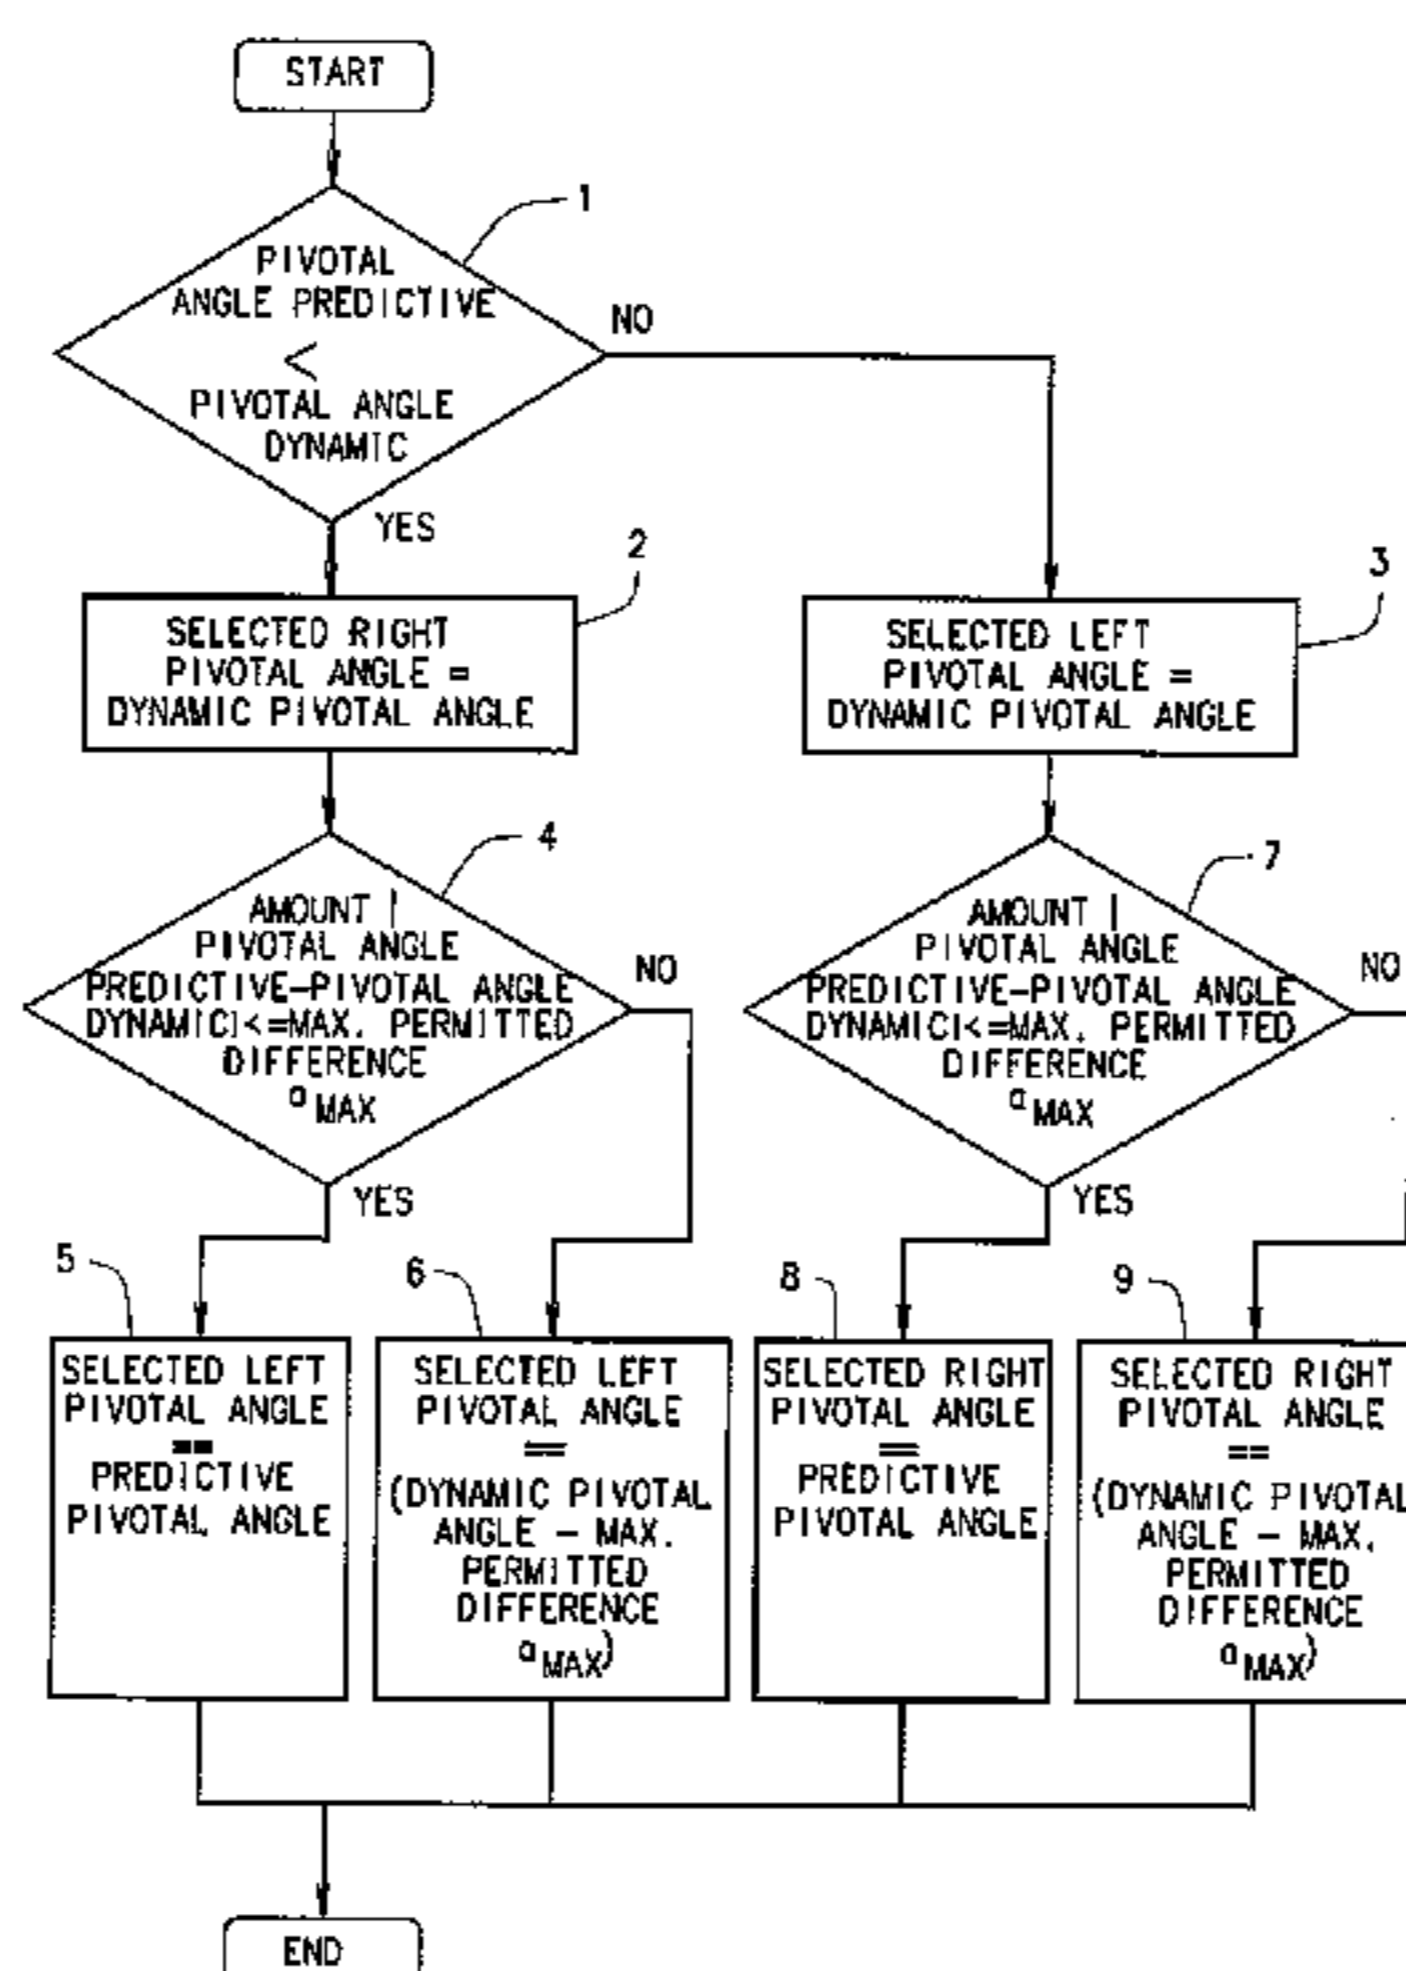 START
1
PIVOTAL
ANGLE PREDICTIVE
<
PIVOTAL ANGLE
DYNAMIC
NO
YES
2
SELECTED RIGHT
PIVOTAL ANGLE =
DYNAMIC PIVOTAL ANGLE
3
SELECTED LEFT
PIVOTAL ANGLE =
DYNAMIC PIVOTAL ANGLE
4
AMOUNT |
PIVOTAL ANGLE
PREDICTIVE-PIVOTAL ANGLE
DYNAMIC|<=MAX. PERMITTED
DIFFERENCE
α MAX
NO
YES
7
AMOUNT |
PIVOTAL ANGLE
PREDICTIVE-PIVOTAL ANGLE
DYNAMIC|<=MAX. PERMITTED
DIFFERENCE
α MAX
NO
YES
5
SELECTED LEFT
PIVOTAL ANGLE
==
PREDICTIVE
PIVOTAL ANGLE
6
SELECTED LEFT
PIVOTAL ANGLE
==
(DYNAMIC PIVOTAL
ANGLE - MAX.
PERMITTED
DIFFERENCE
α MAX)
8
SELECTED RIGHT
PIVOTAL ANGLE
==
PREDICTIVE
PIVOTAL ANGLE
9
SELECTED RIGHT
PIVOTAL ANGLE
==
(DYNAMIC PIVOTAL
ANGLE - MAX.
PERMITTED
DIFFERENCE
α MAX)
END